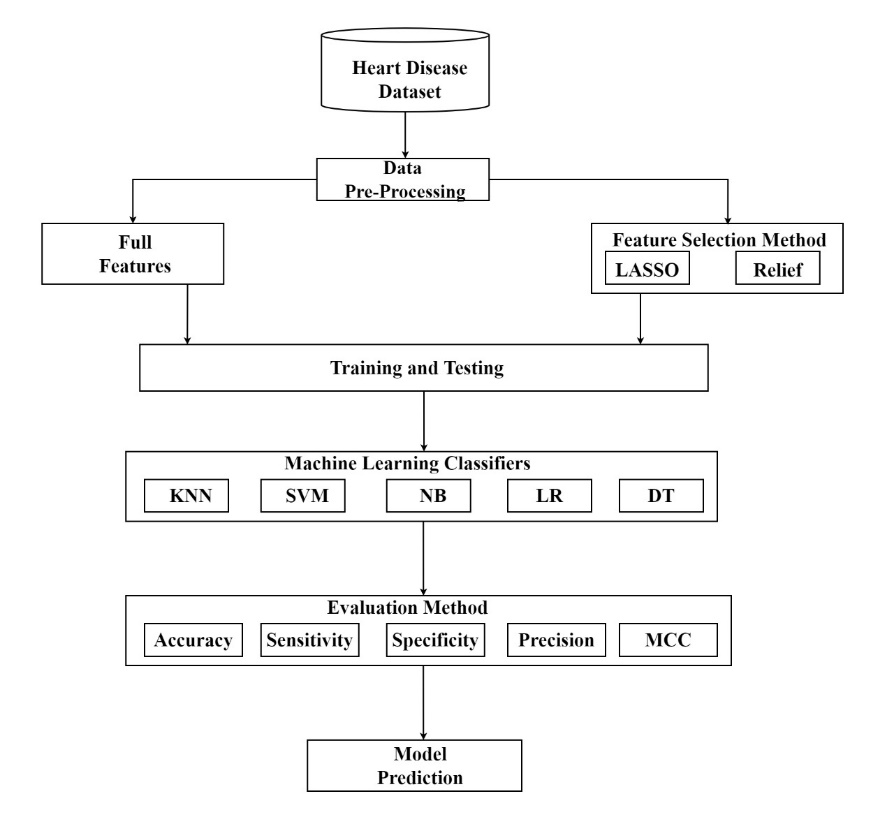 Heart Disease
Dataset
Data
Pre-Processing
Full
Features
Feature Selection Method
LASSO
Relief
Training and Testing
Machine Learning Classifiers
KNN
SVM
NB
LR
DT
Evaluation Method
Accuracy
Sensitivity
Specificity
Precision
MCC
Model
Prediction